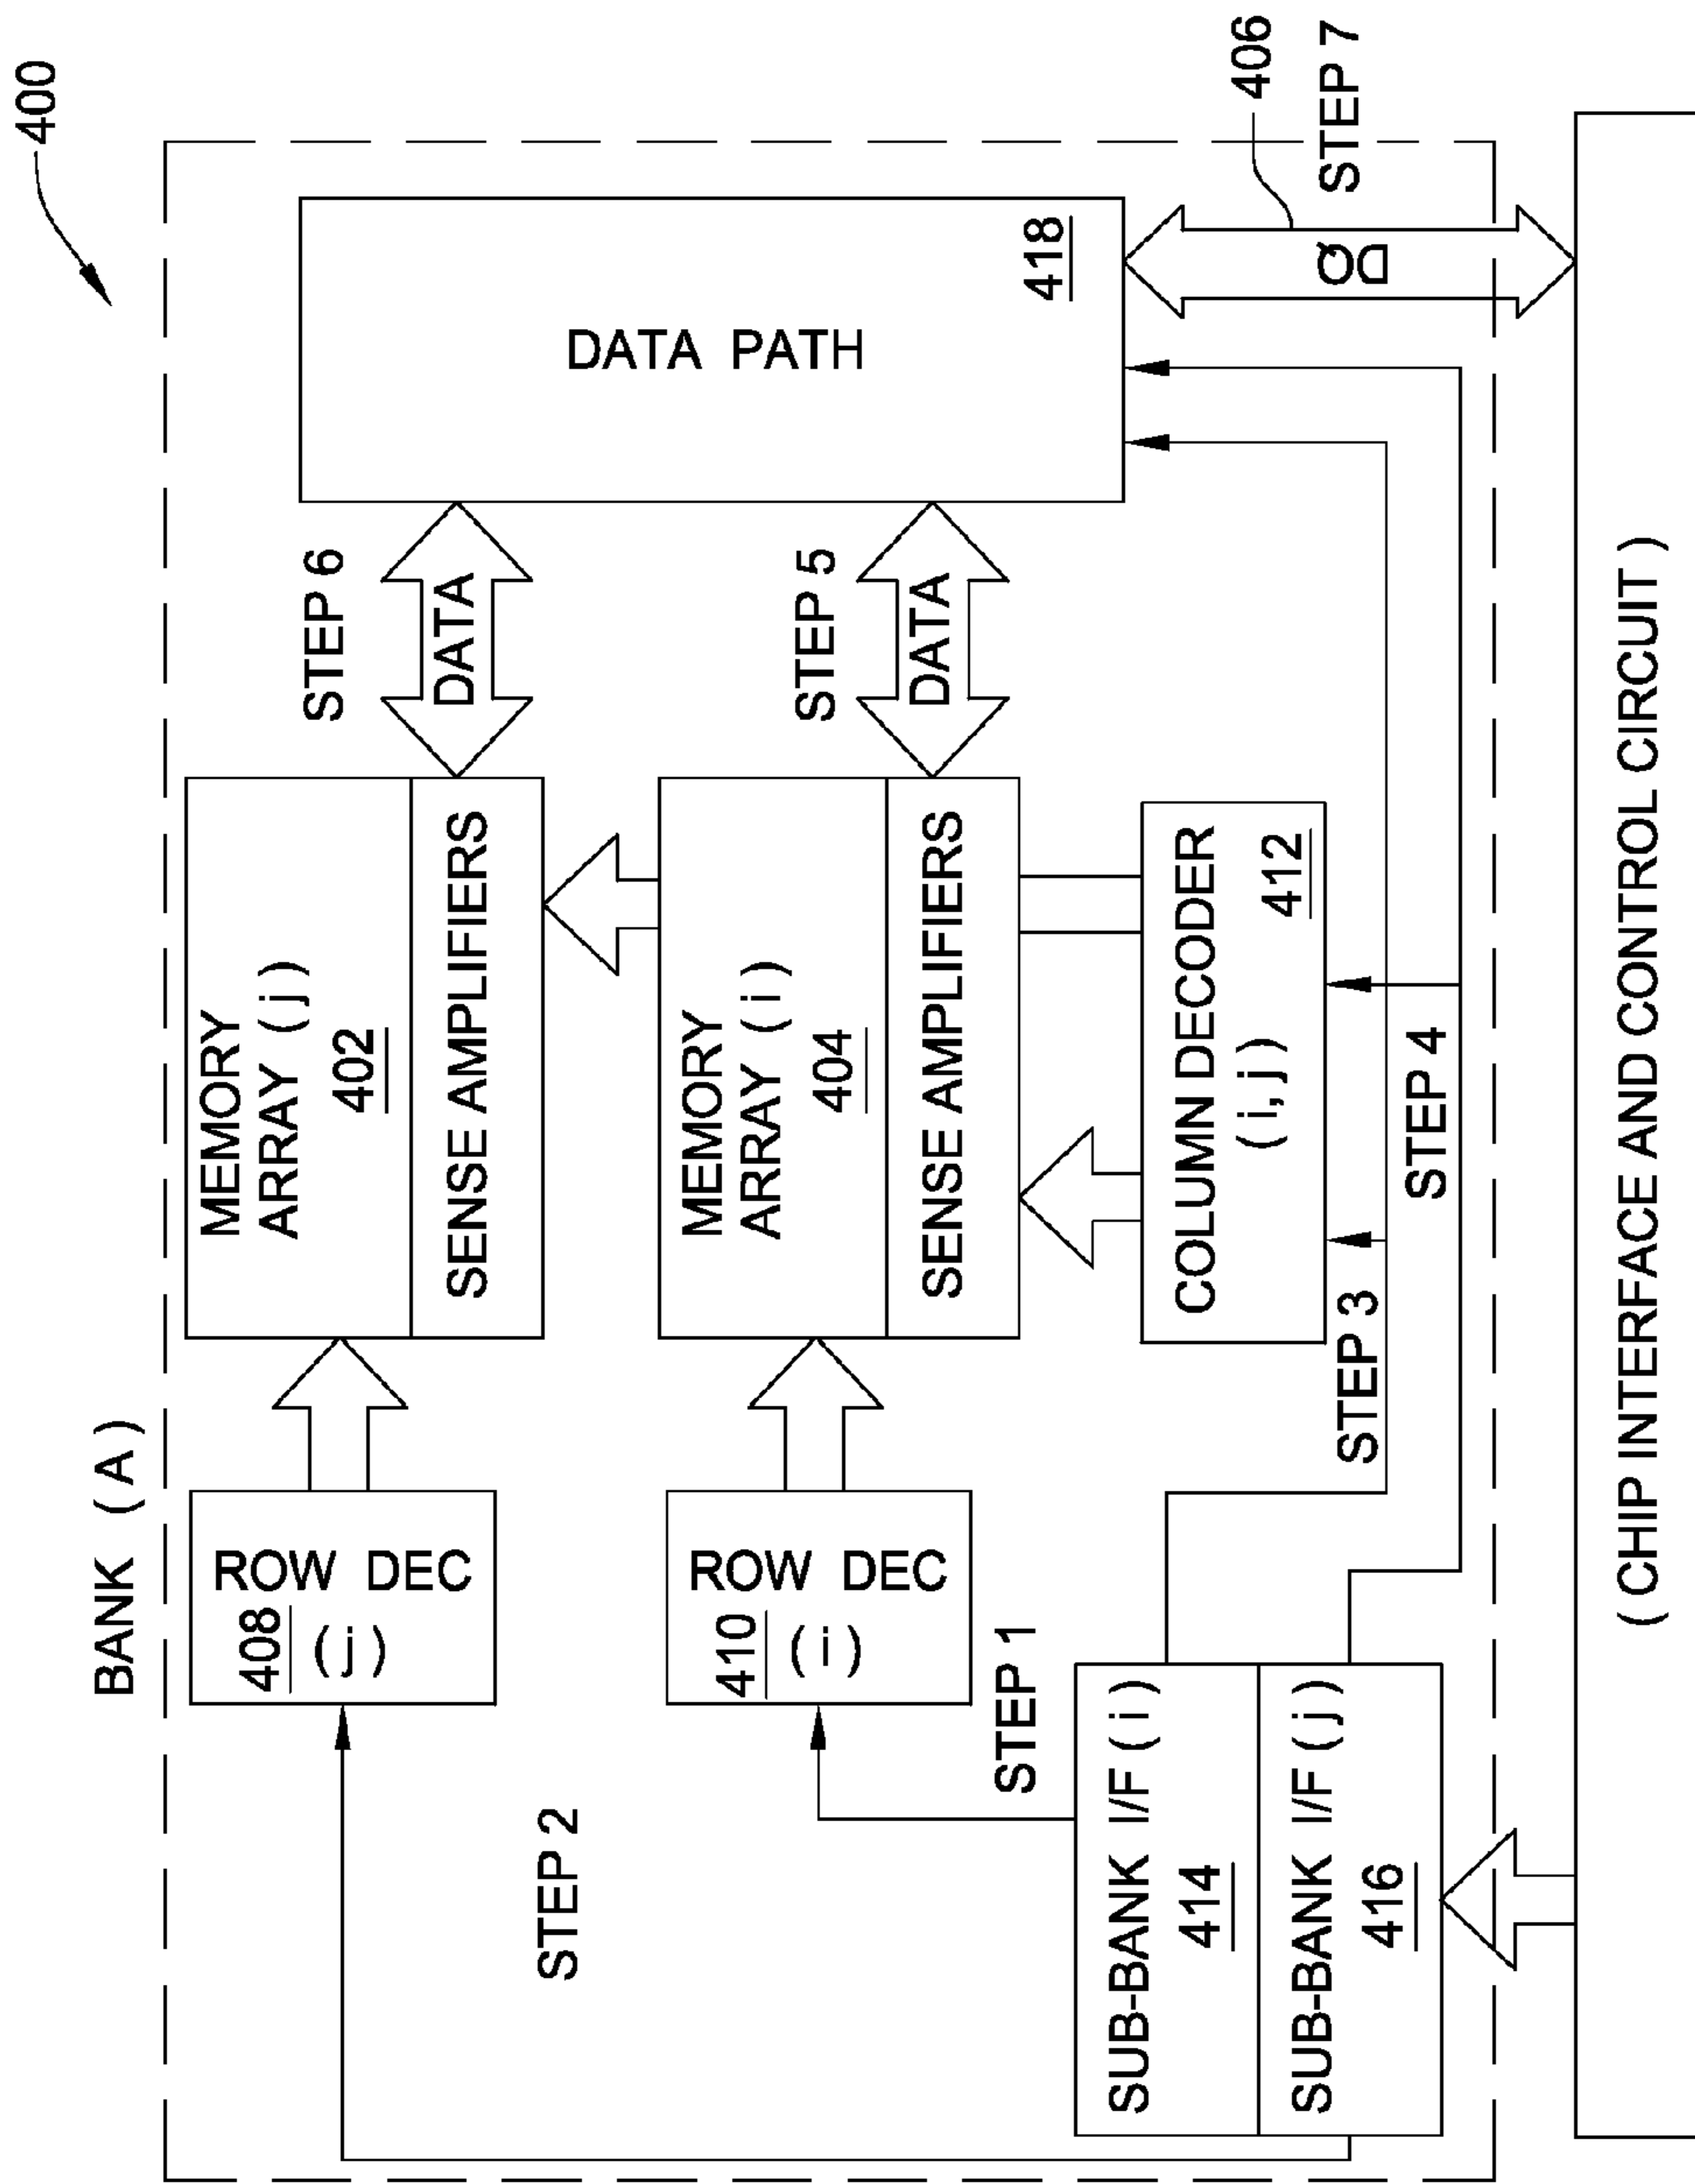 400
BANK ( A )
ROW DEC
408 ( j )
MEMORY
ARRAY ( j )
402
SENSE AMPLIFIERS
STEP 6
DATA
DATA PATH
418
STEP 2
ROW DEC
410 ( i )
MEMORY
ARRAY ( i )
404
SENSE AMPLIFIERS
STEP 5
DATA
STEP 1
SUB-BANK I/F ( i )
414
SUB-BANK I/F ( j )
416
COLUMN DECODER
( i, j )
412
STEP 3
STEP 4
DQ
406
STEP 7
( CHIP INTERFACE AND CONTROL CIRCUIT )